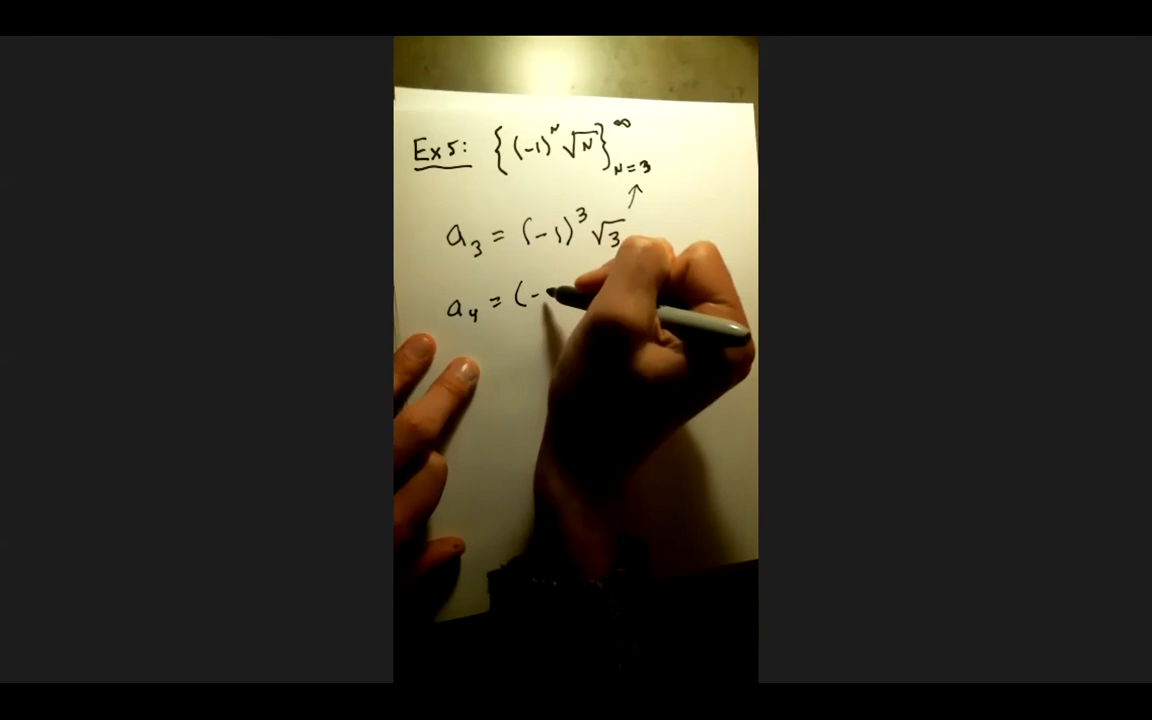 Ex 5: {(-1)^N √N}_{N=3}^∞
a_3 = (-1)^3 √3
a_4 = (-